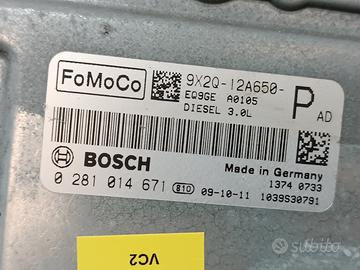 FoMoCo
9X2Q-12A650-
P AD
EQ9GE A0105
DIESEL 3.0L
BOSCH
Made in Germany
1374 0733
0 281 014 671 810 09-10-11 1039S30791
VC2
subito